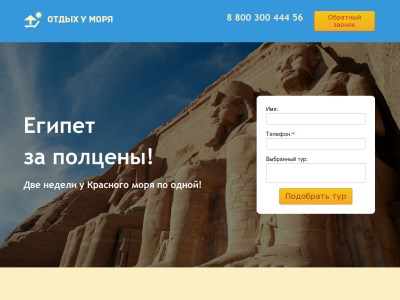 ОТДЫХ У МОРЯ
8 800 300 444 56
Обратный
звонок
Египет
за полцены!
Две недели у Красного моря по одной!
Имя:
Телефон:*
Выбранный тур:
Подобрать тур